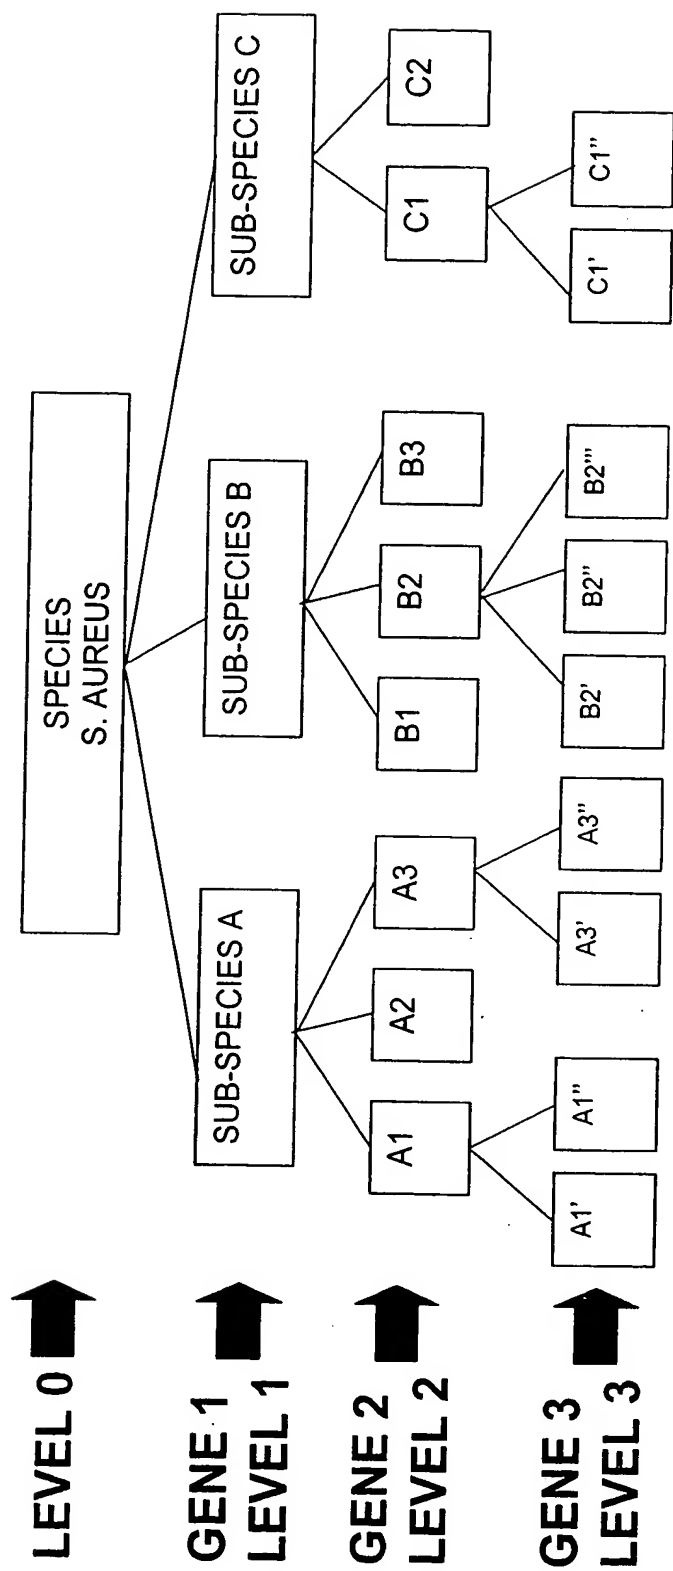 LEVEL 0
SPECIES
S. AUREUS
GENE 1
LEVEL 1
SUB-SPECIES A
SUB-SPECIES B
SUB-SPECIES C
GENE 2
LEVEL 2
A1
A2
A3
B1
B2
B3
C1
C2
GENE 3
LEVEL 3
A1'
A1"
A3'
A3"
B2'
B2"
B2'"
C1'
C1"